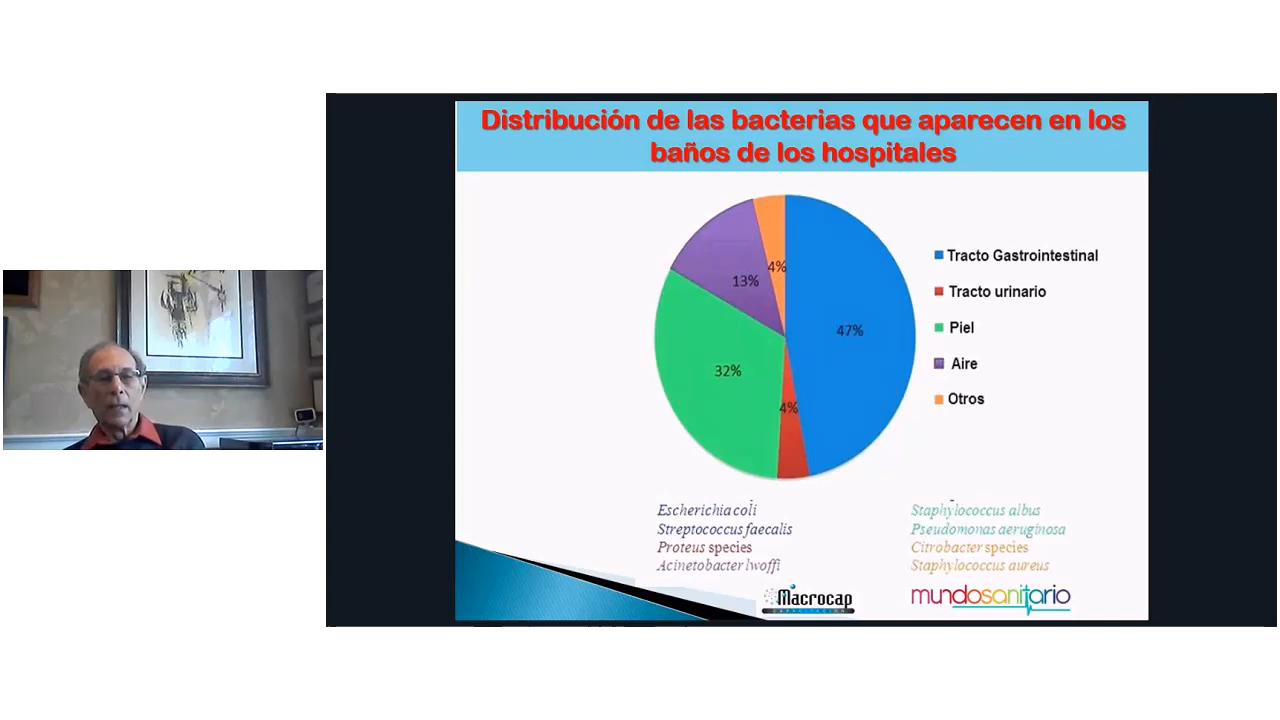 Distribución de las bacterias que aparecen en los
baños de los hospitales
4%
13%
47%
32%
4%
Tracto Gastrointestinal
Tracto urinario
Piel
Aire
Otros
Escherichia coli
Streptococcus faecalis
Proteus species
Acinetobacter lwoffi
Staphylococcus albus
Pseudomonas aeruginosa
Citrobacter species
Staphylococcus aureus
Macrocap
CAPACITACIÓN
mundosanitario